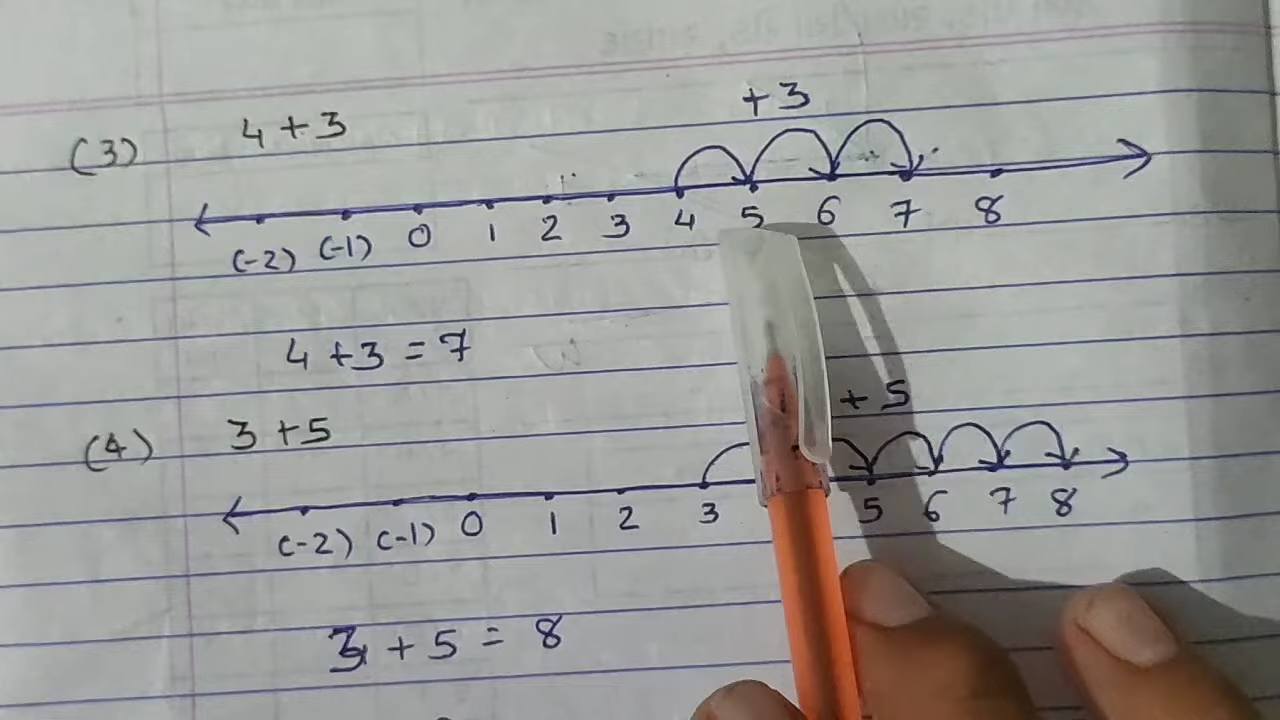 +3
(3) 4+3
(-2) (-1) 0 1 2 3 4 5 6 7 8
4+3 = 7
+5
(4) 3+5
(-2) (-1) 0 1 2 3 5 6 7 8
3 + 5 = 8